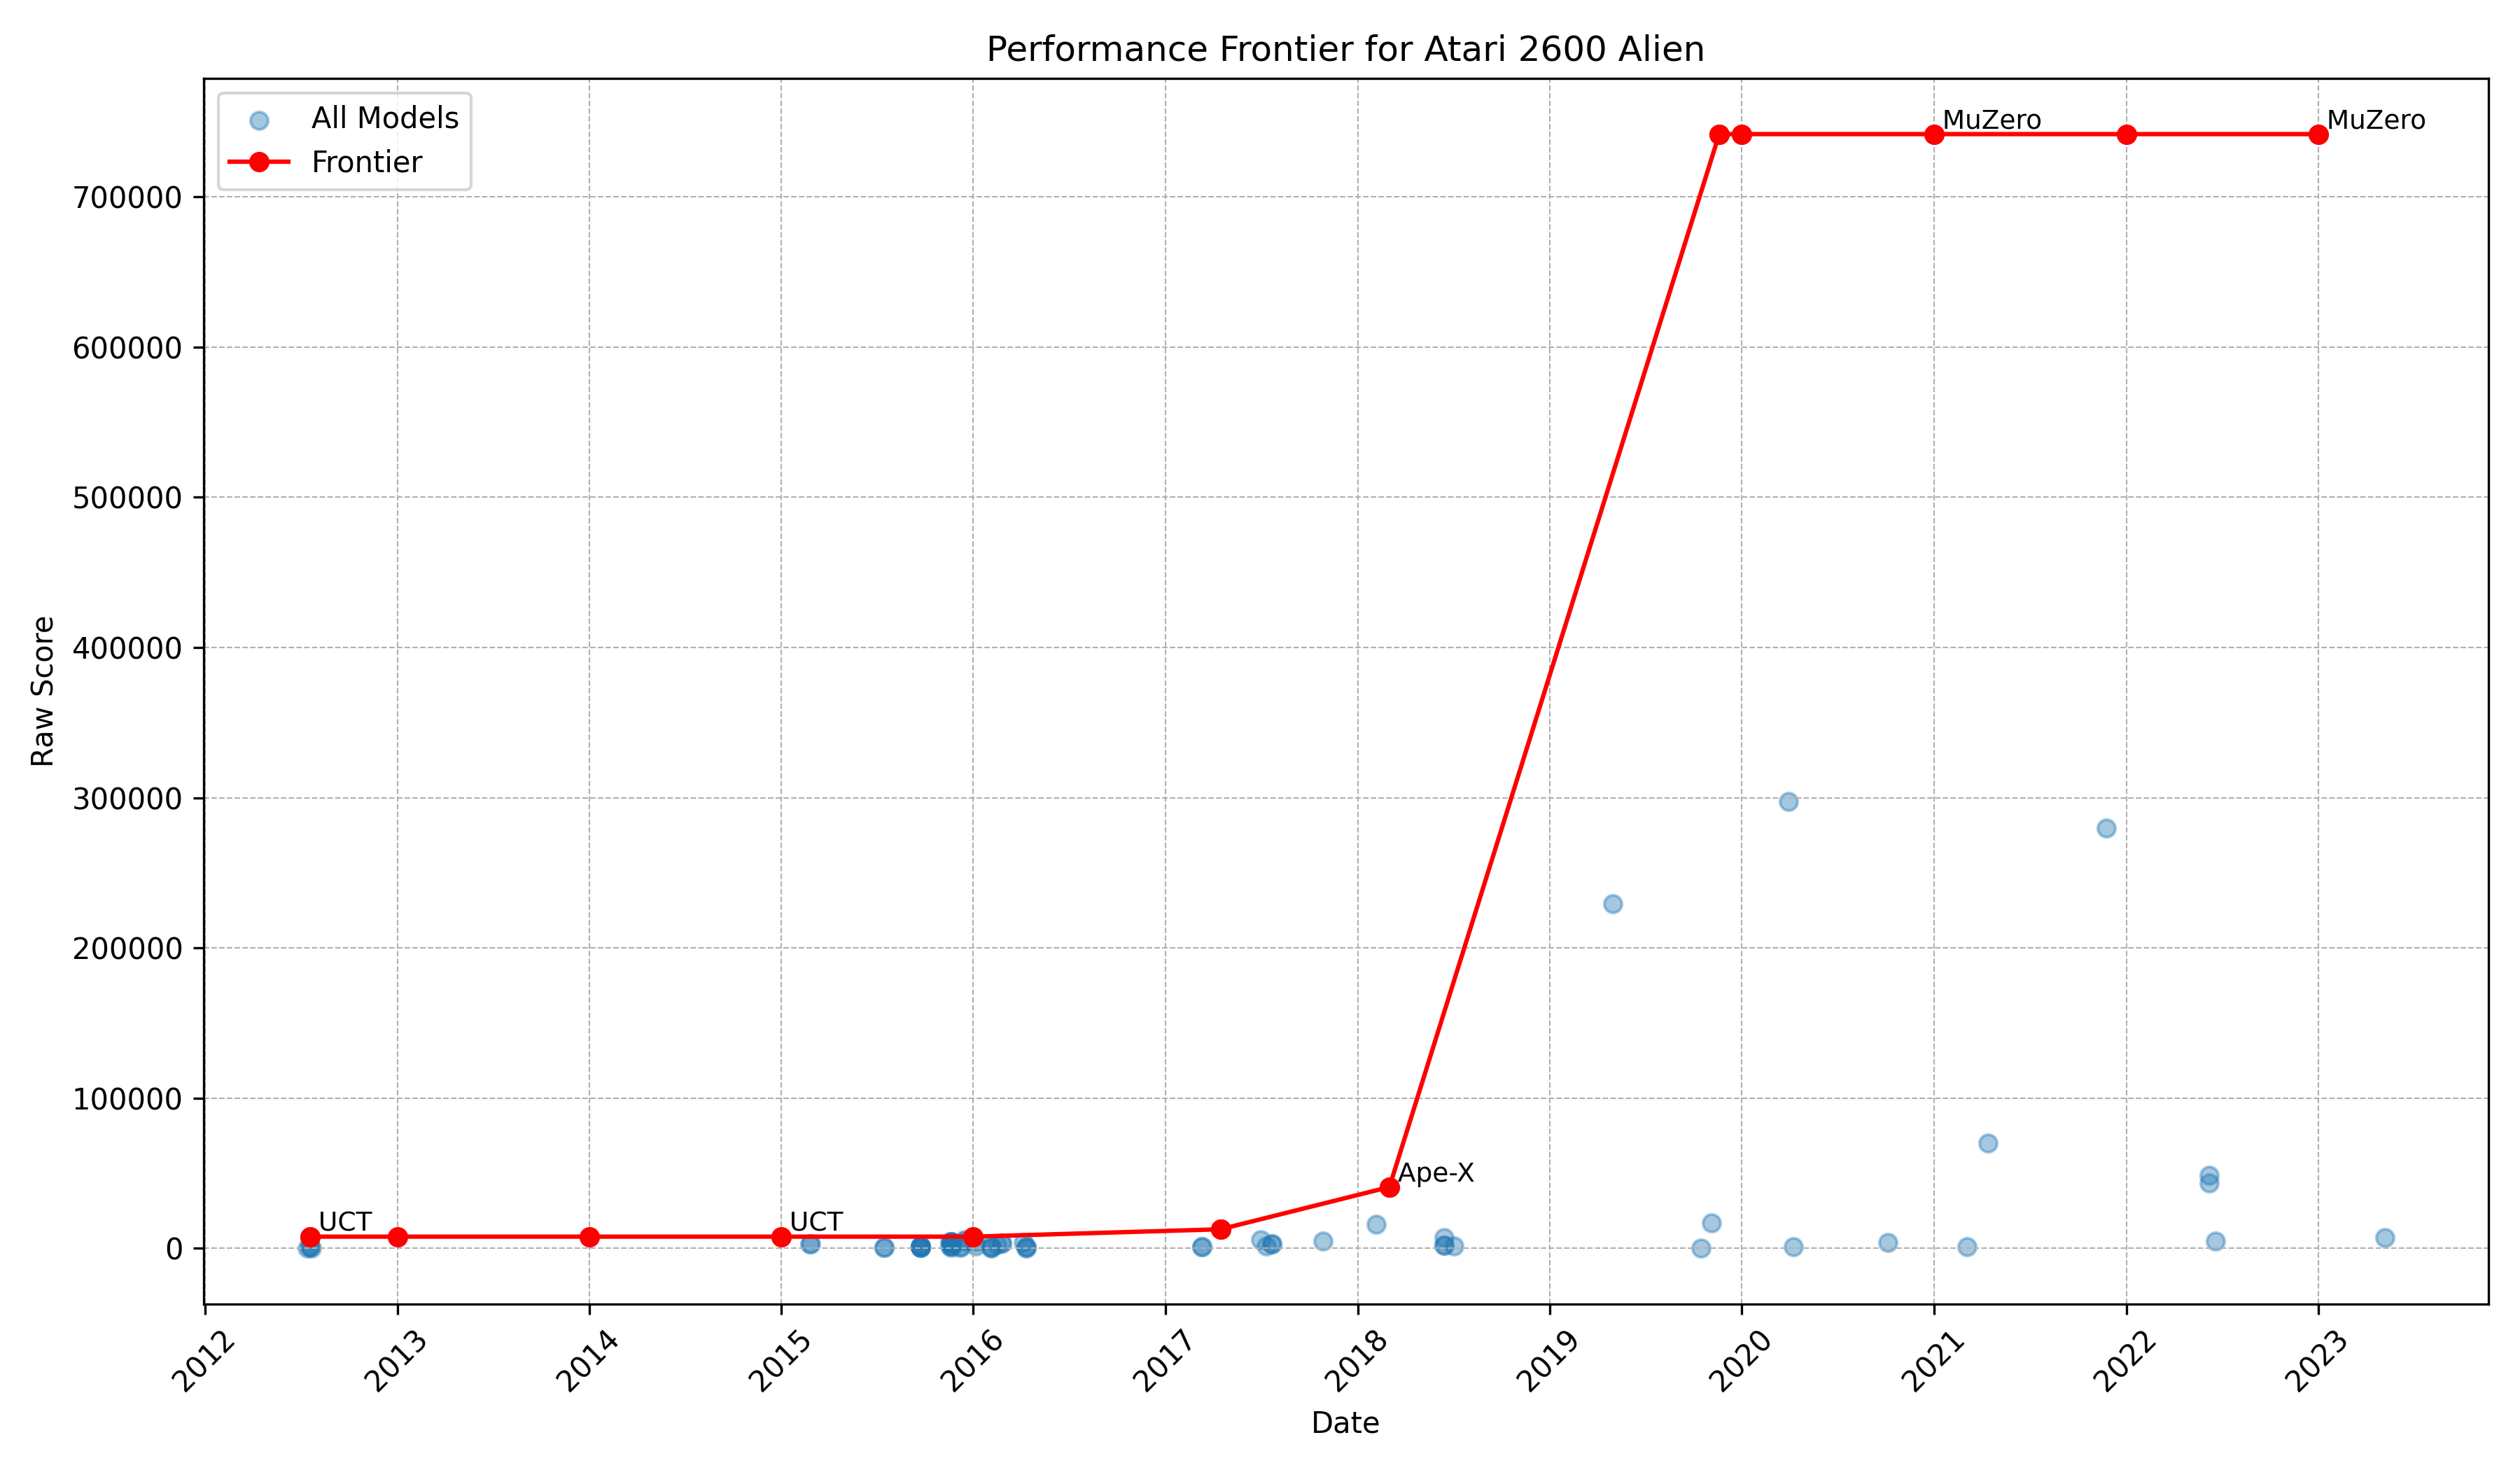 Performance Frontier for Atari 2600 Alien
All Models
Frontier
MuZero
MuZero
700000
600000
500000
400000
300000
200000
100000
0
Raw Score
UCT
UCT
Ape-X
2012
2013
2014
2015
2016
2017
2018
2019
2020
2021
2022
2023
Date